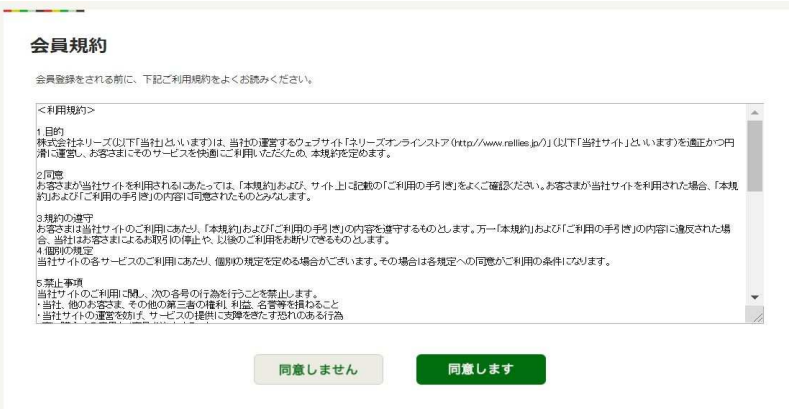 会員規約
会員登録をされる前に、下記ご利用規約をよくお読みください。
＜利用規約＞
1.目的
株式会社ネリーズ(以下「当社」といいます)は、当社の運営するウェブサイト「ネリーズオンラインストア(http://www.nellies.jp/)」(以下「当社サイト」といいます)を適正かつ円
滑に運営し、お客さまにそのサービスを快適にご利用いただくため、本規約を定めます。
2.同意
お客さまが当社サイトを利用されるにあたっては、「本規約」および、サイト上に記載の「ご利用の手引き」をよくご確認ください。お客さまが当社サイトを利用された場合、「本規
約」および「ご利用の手引き」の内容に同意されたものとみなします。
3.規約の遵守
お客さまは当社サイトのご利用にあたり、「本規約」および「ご利用の手引き」の内容を遵守するものとします。万一「本規約」および「ご利用の手引き」の内容に違反された場
合、当社はお客さまによるお取引の停止や、以後のご利用をお断りできるものとします。
4.個別の規定
当社サイトの各サービスのご利用にあたり、個別の規定を定める場合がございます。その場合は各規定への同意がご利用の条件になります。
5.禁止事項
当社サイトのご利用に関し、次の各号の行為を行うことを禁止します。
・当社、他のお客さま、その他の第三者の権利、利益、名誉等を損ねること
・当社サイトの運営を妨げ、サービスの提供に支障をきたす恐れのある行為
同意しません
同意します